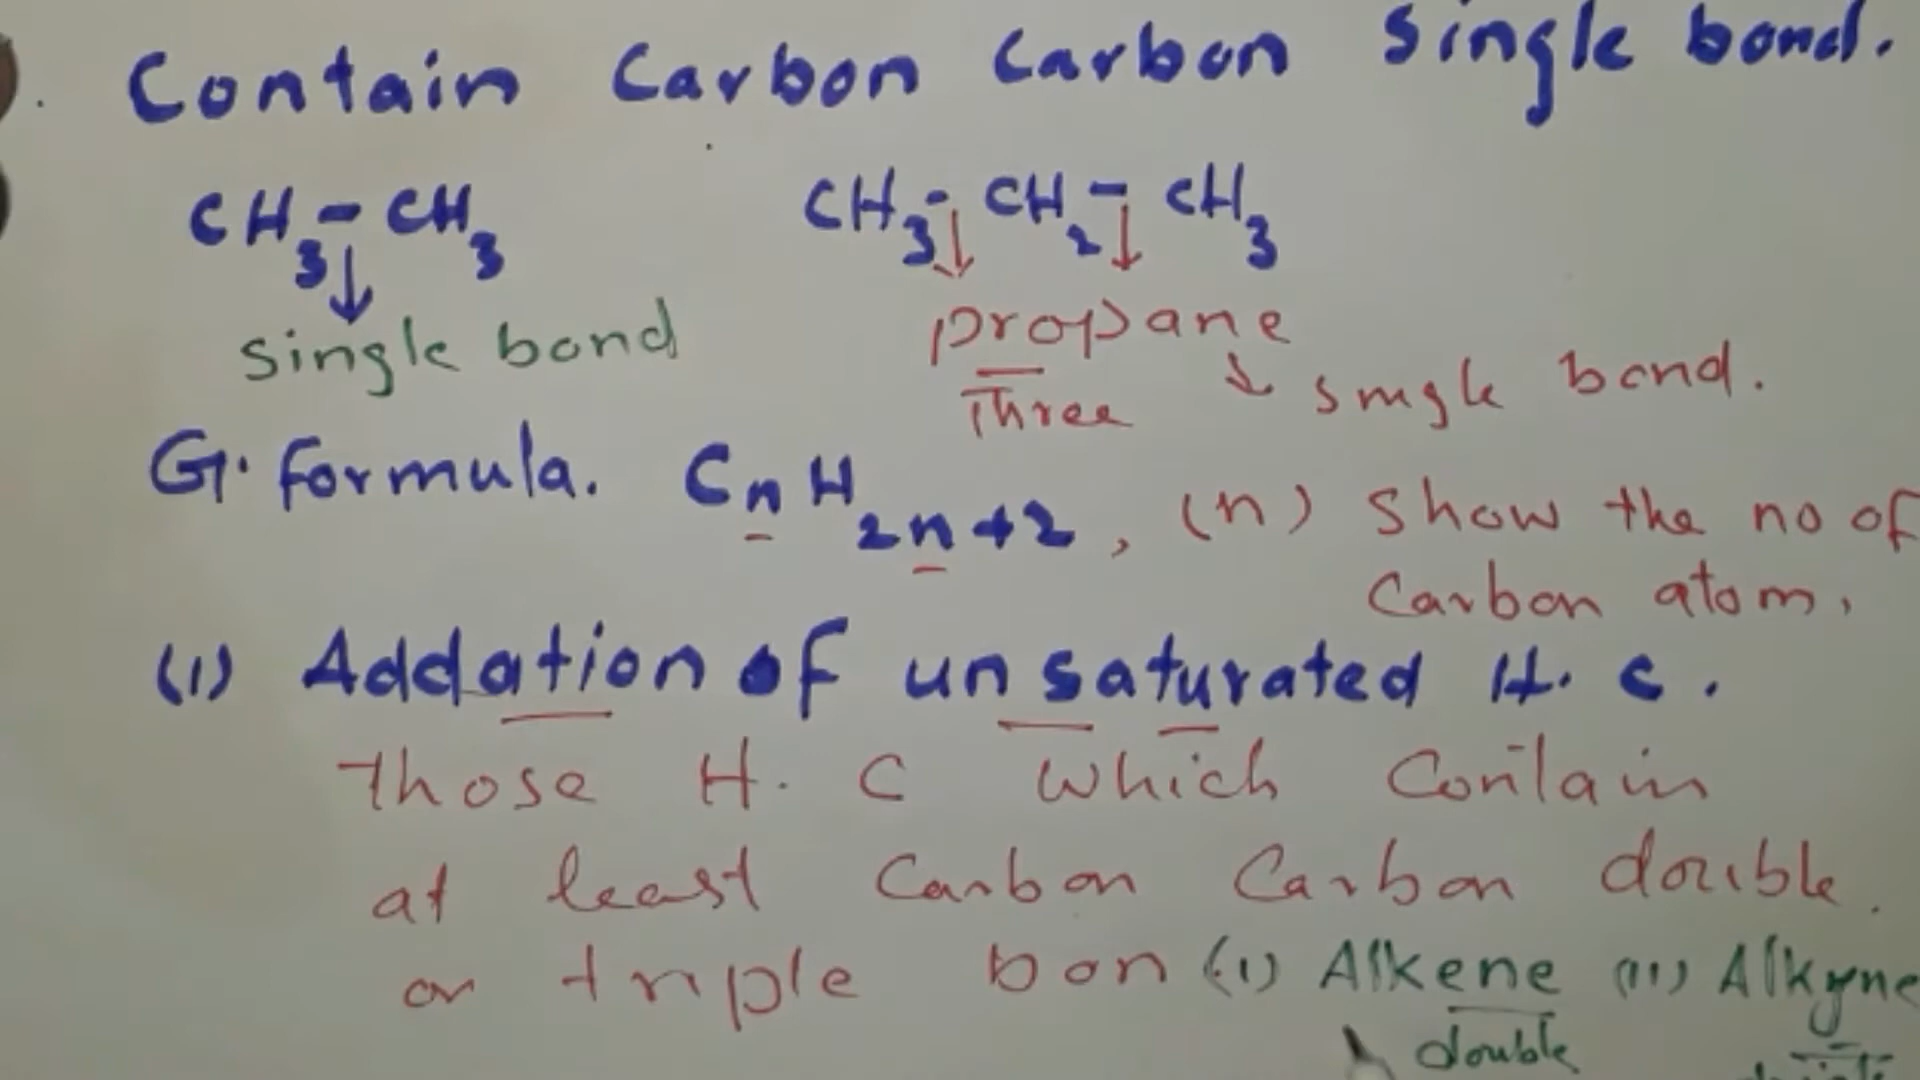 Contain Carbon Carbon Single bond.
CH3 - CH3 CH3 - CH2 - CH3
single bond propane
Three ↓ single bond.
G. formula. CnH2n+2, (n) show the no of
Carbon atom,
(1) Addation of unsaturated H. C.
Those H. C which Contain
at least Carbon Carbon double.
or triple bon (1) Alkene (11) Alkyne
double